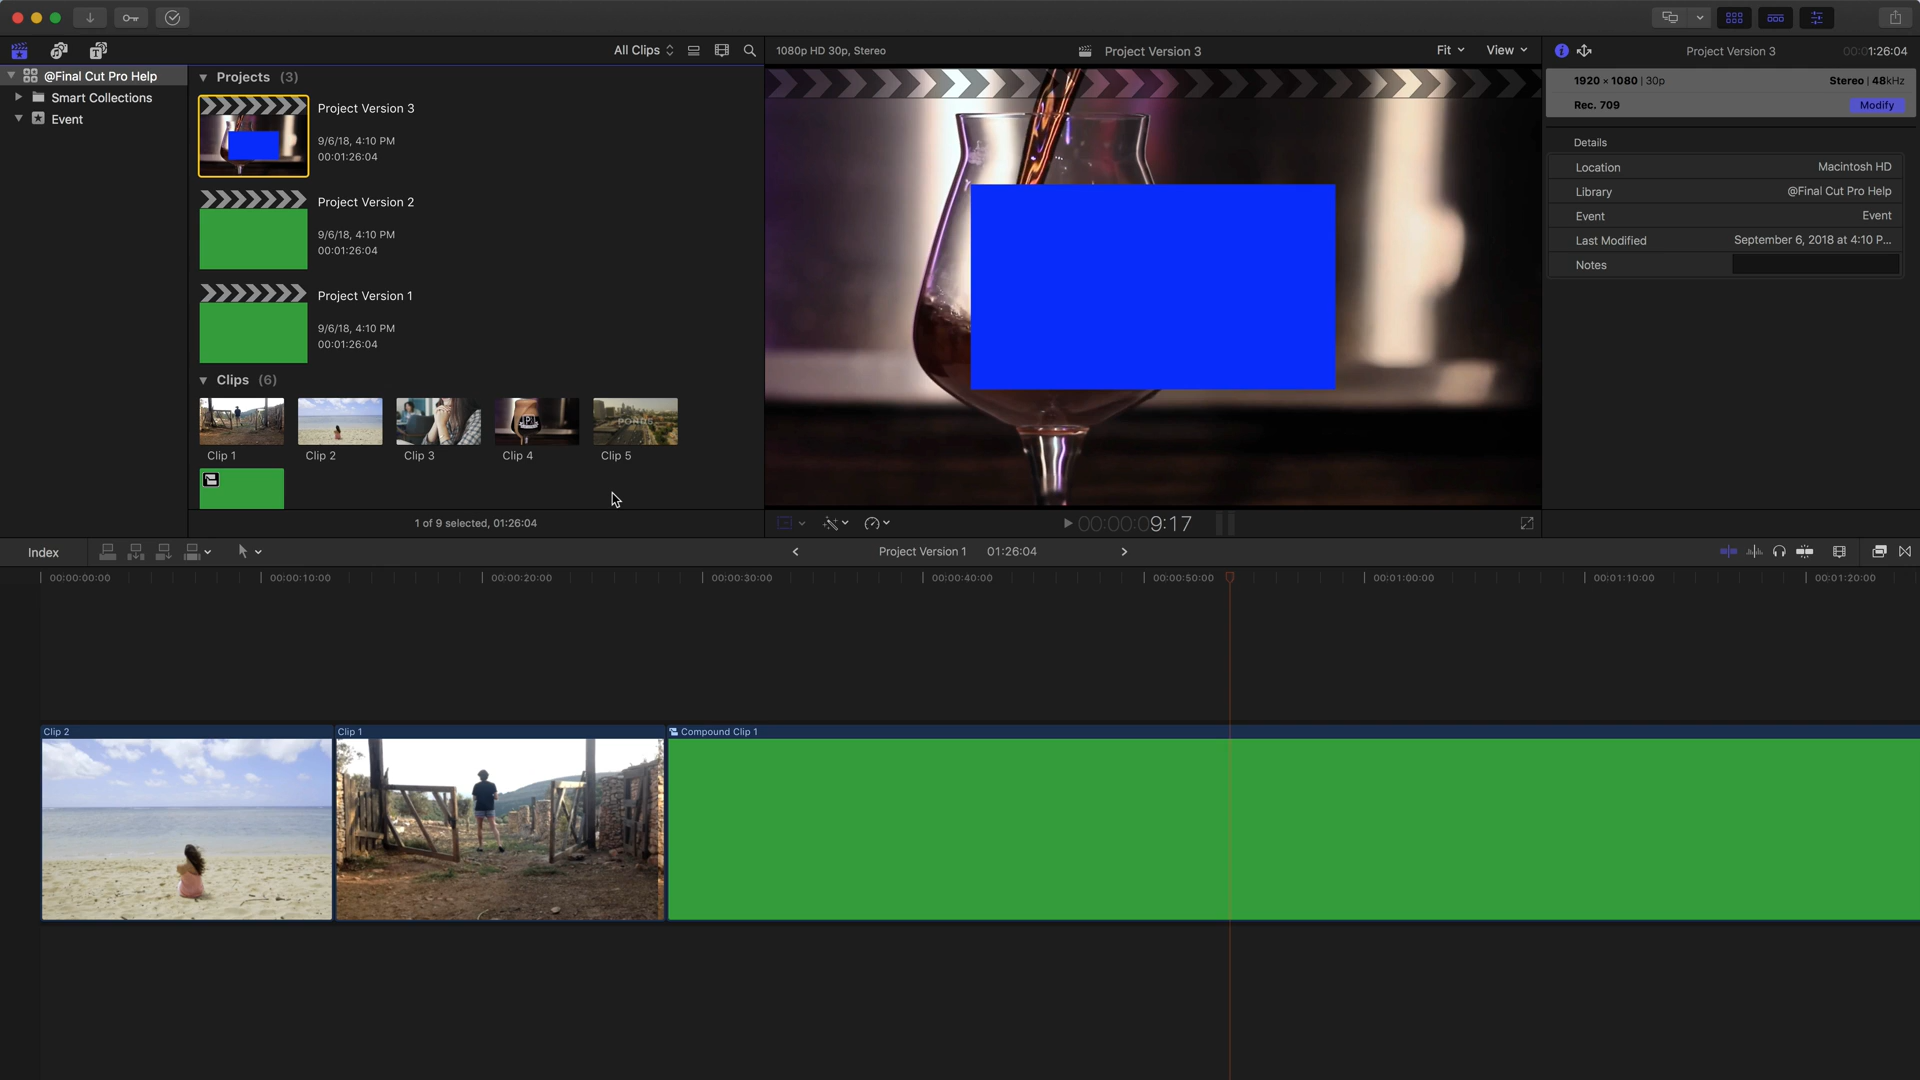 All Clips
1080p HD 30p, Stereo
Project Version 3
Fit
View
Project Version 3
00:01:26:04
@Final Cut Pro Help
Smart Collections
Event
Projects (3)
Project Version 3
9/6/18, 4:10 PM
00:01:26:04
Project Version 2
9/6/18, 4:10 PM
00:01:26:04
Project Version 1
9/6/18, 4:10 PM
00:01:26:04
Clips (6)
Clip 1
Clip 2
Clip 3
Clip 4
Clip 5
1 of 9 selected, 01:26:04
1920 × 1080 | 30p
Stereo | 48kHz
Rec. 709
Modify
Details
Location Macintosh HD
Library @Final Cut Pro Help
Event Event
Last Modified September 6, 2018 at 4:10 P...
Notes
00:00:00:09:17
Index
Project Version 1
01:26:04
00:00:00:00
00:00:10:00
00:00:20:00
00:00:30:00
00:00:40:00
00:00:50:00
00:01:00:00
00:01:10:00
00:01:20:00
Clip 2
Clip 1
Compound Clip 1